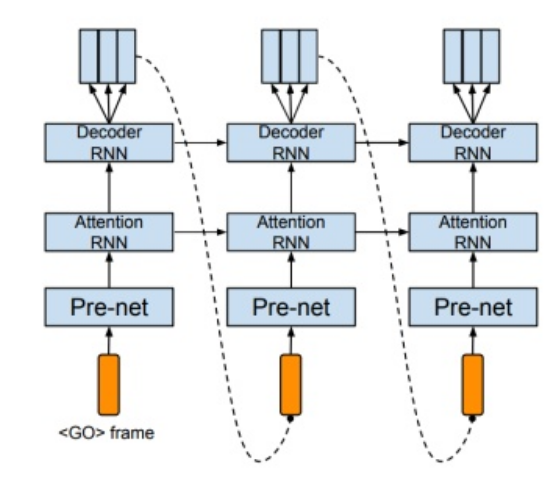 Decoder Decoder Decoder
RNN RNN RNN
Attention Attention Attention
RNN RNN RNN
Pre-net Pre-net Pre-net
<GO> frame